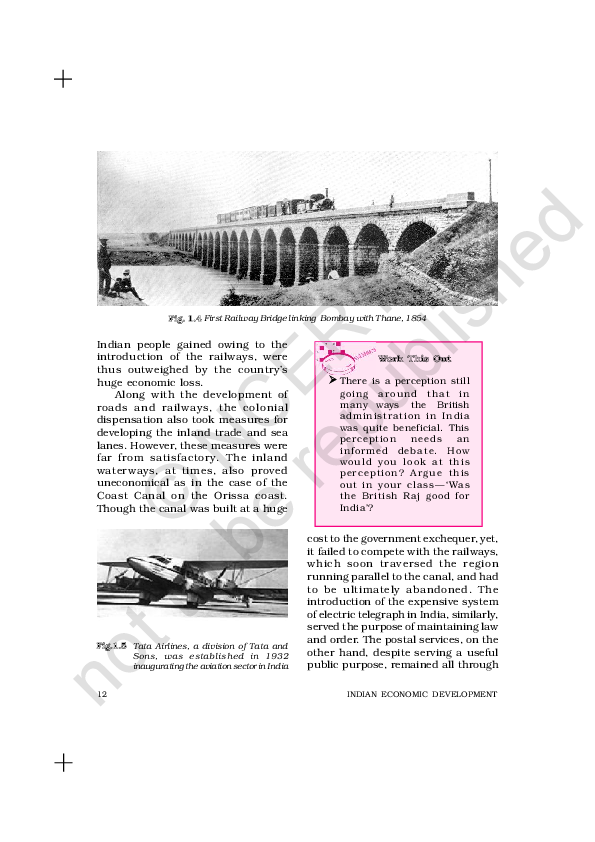 Fig. 1.4 First Railway Bridge linking Bombay with Thane, 1854
Indian people gained owing to the
introduction of the railways, were
thus outweighed by the country's
huge economic loss.
Along with the development of
roads and railways, the colonial
dispensation also took measures for
developing the inland trade and sea
lanes. However, these measures were
far from satisfactory. The inland
waterways, at times, also proved
uneconomical as in the case of the
Coast Canal on the Orissa coast.
Though the canal was built at a huge
Fig.1.5 Tata Airlines, a division of Tata and
Sons, was established in 1932
inaugurating the aviation sector in India
Work This Out
➤ There is a perception still
going around that in
many ways the British
administration in India
was quite beneficial. This
perception needs an
informed debate. How
would you look at this
perception? Argue this
out in your class—‘Was
the British Raj good for
India’?
cost to the government exchequer, yet,
it failed to compete with the railways,
which soon traversed the region
running parallel to the canal, and had
to be ultimately abandoned. The
introduction of the expensive system
of electric telegraph in India, similarly,
served the purpose of maintaining law
and order. The postal services, on the
other hand, despite serving a useful
public purpose, remained all through
12
INDIAN ECONOMIC DEVELOPMENT
© NCERT
not to be republished